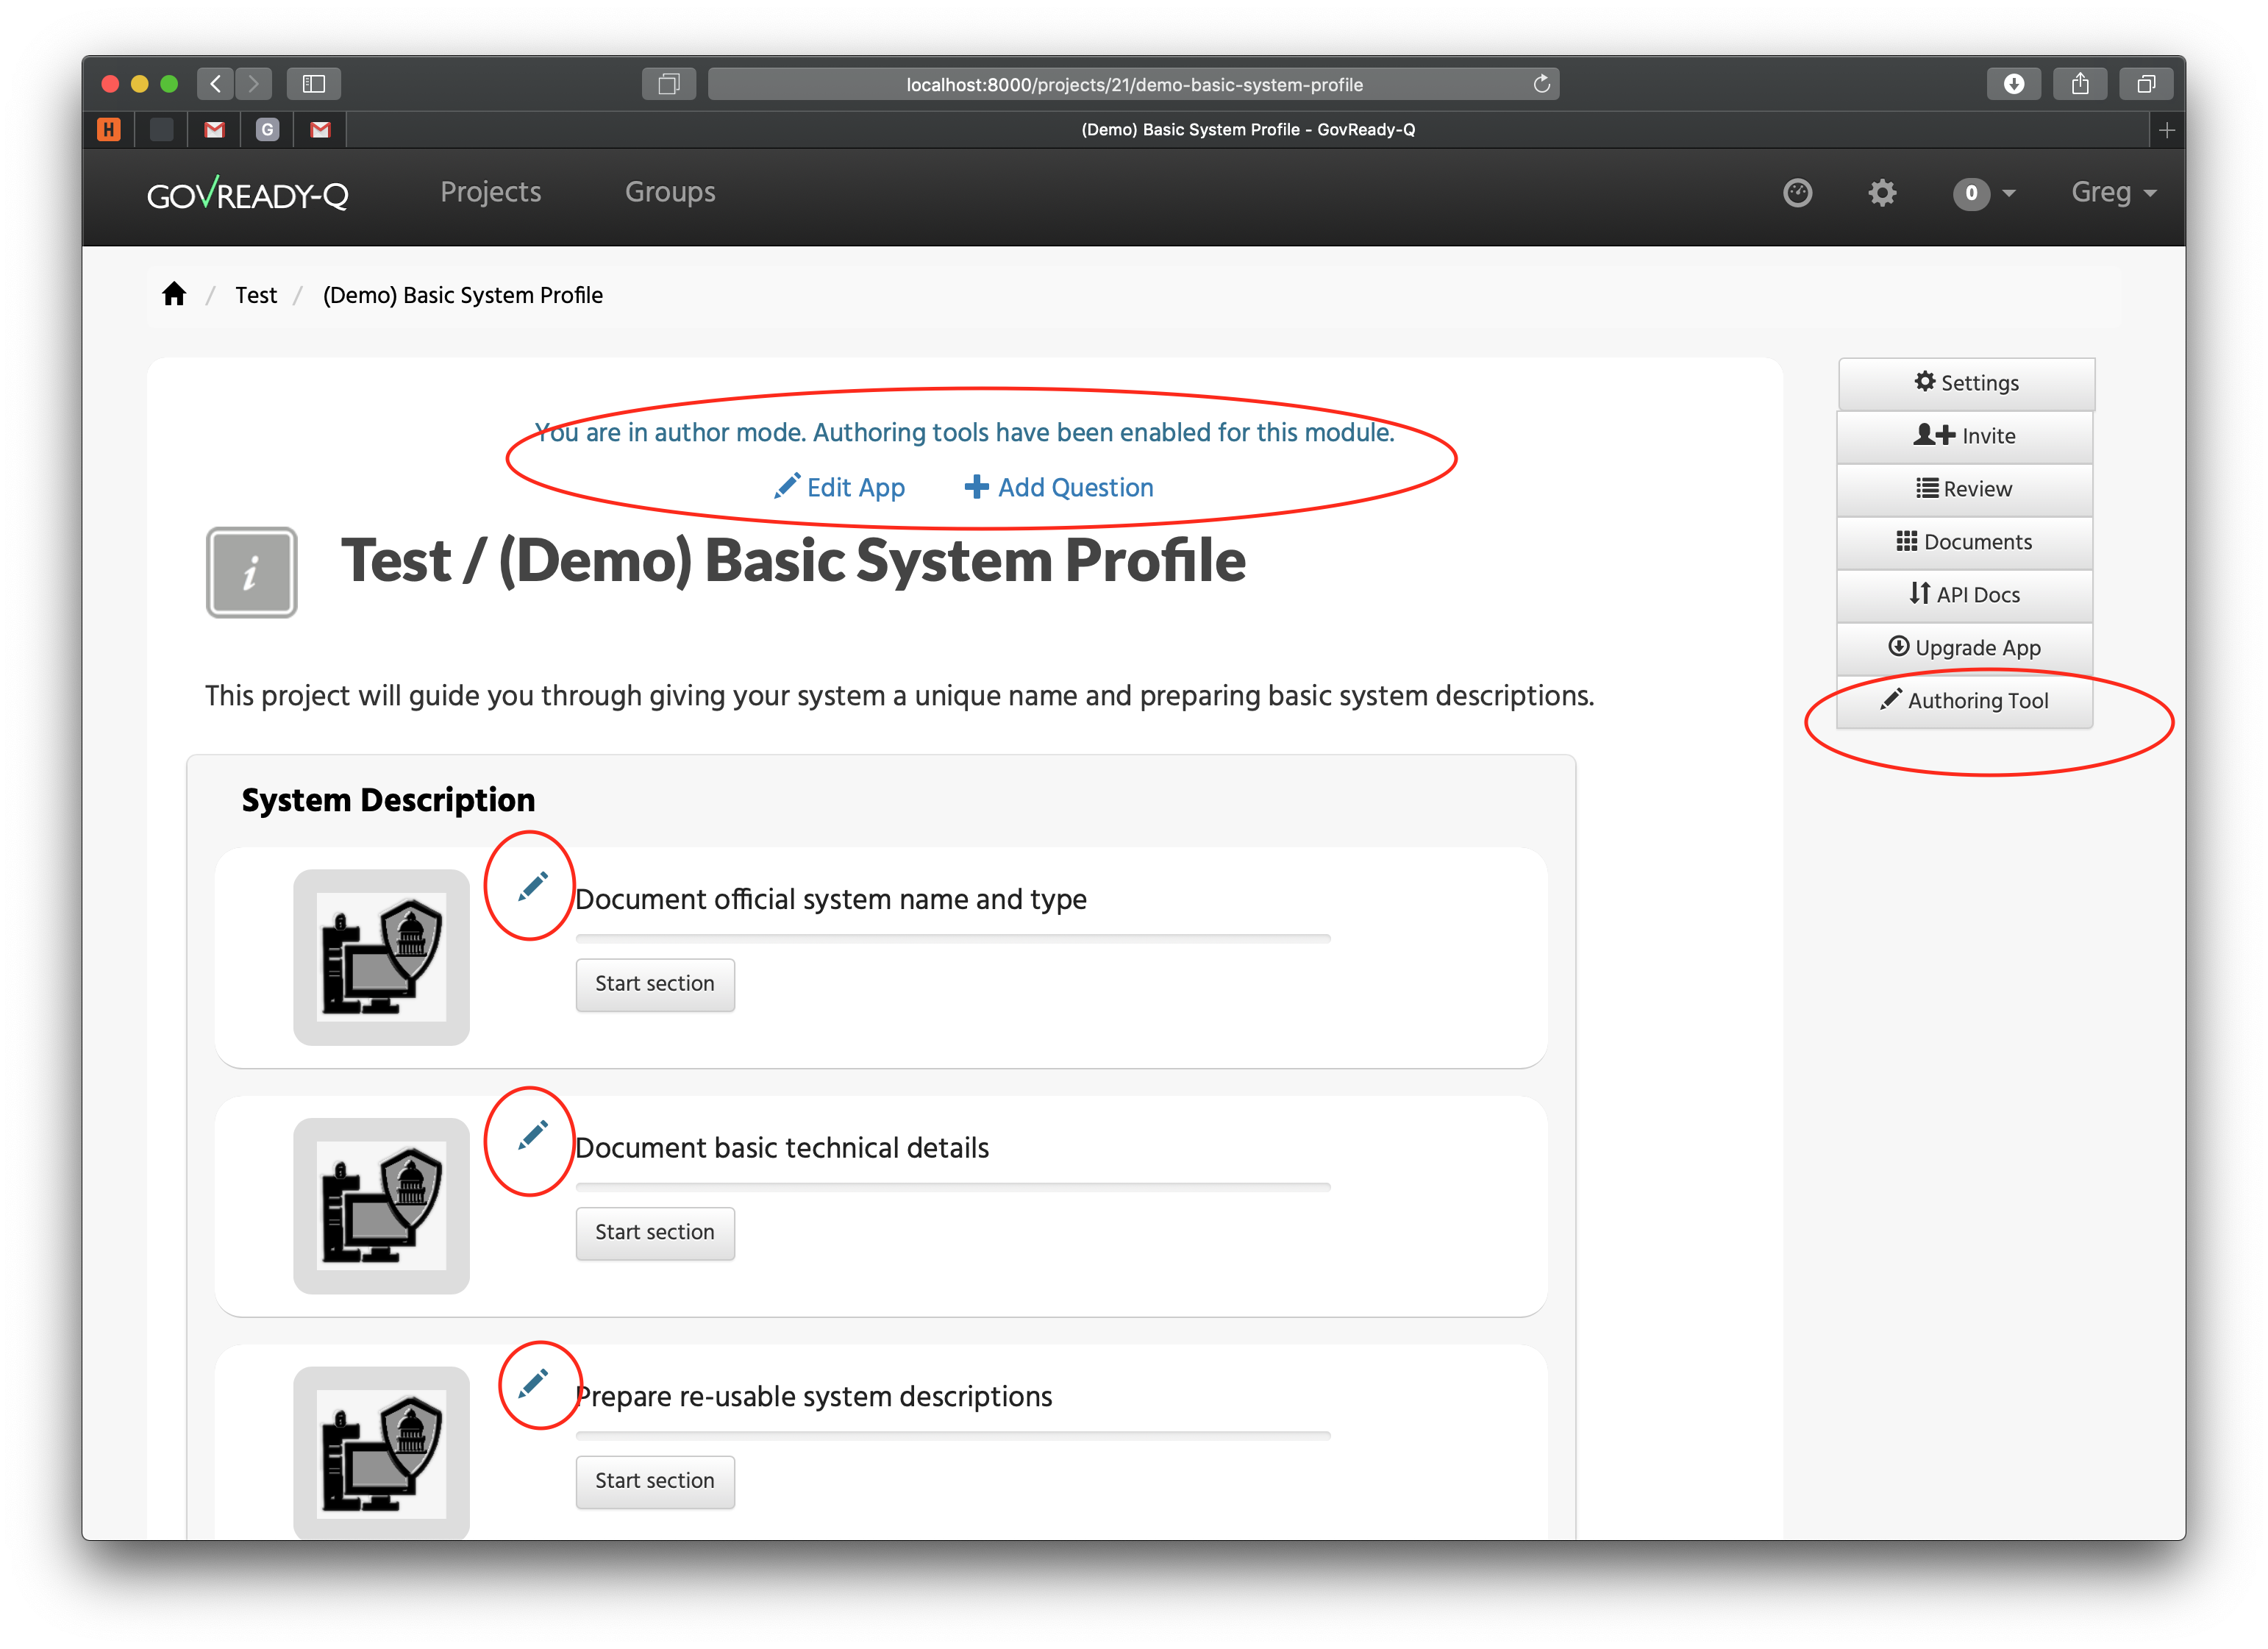 localhost:8000/projects/21/demo-basic-system-profile
H
G
(Demo) Basic System Profile - GovReady-Q
GOVREADY-Q
Projects
Groups
0
Greg
/ Test / (Demo) Basic System Profile
You are in author mode. Authoring tools have been enabled for this module.
Edit App
Add Question
i
Test / (Demo) Basic System Profile
This project will guide you through giving your system a unique name and preparing basic system descriptions.
Settings
Invite
Review
Documents
API Docs
Upgrade App
Authoring Tool
System Description
Document official system name and type
Start section
Document basic technical details
Start section
Prepare re-usable system descriptions
Start section